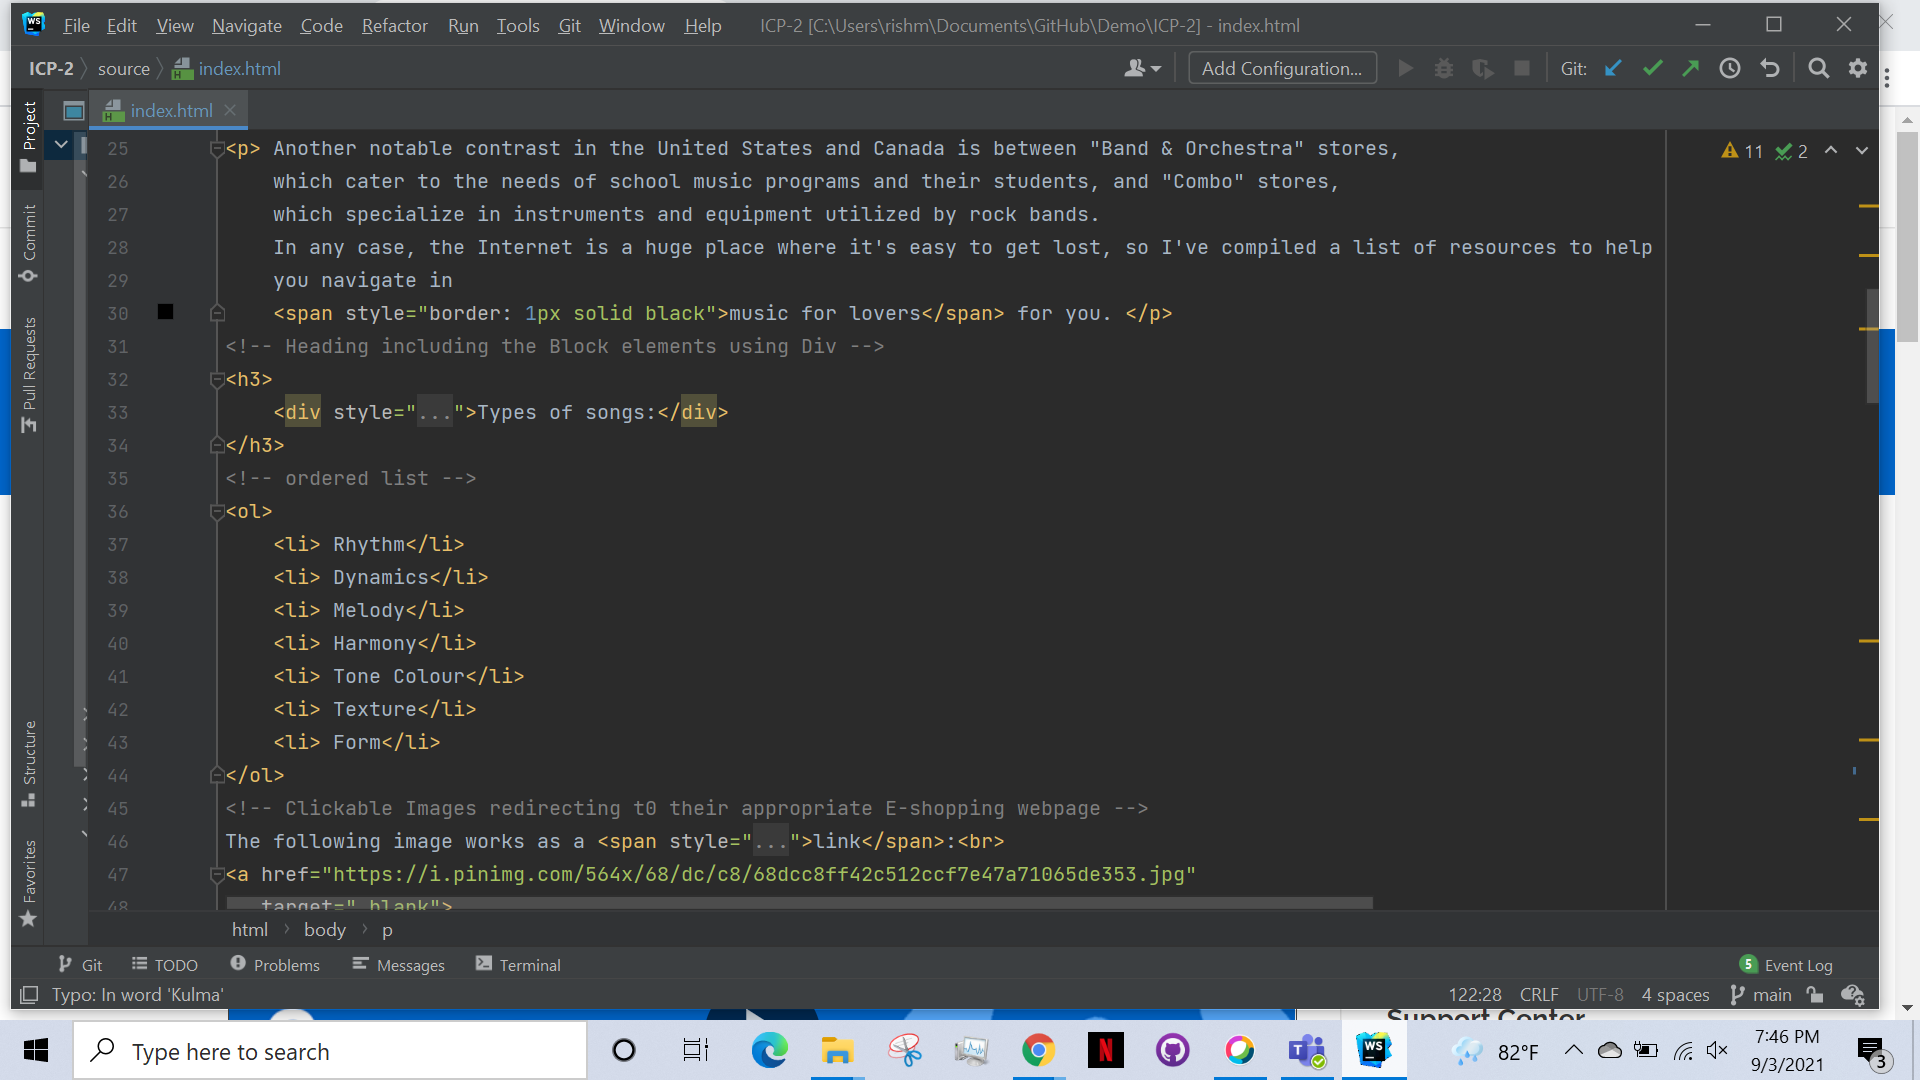 File Edit View Navigate Code Refactor Run Tools Git Window Help ICP-2 [C:\Users\rishm\Documents\GitHub\Demo\ICP-2] - index.html
ICP-2 source index.html Add Configuration... Git:
index.html
Project
Commit
Pull Requests
Structure
Favorites
11 2
25 <p> Another notable contrast in the United States and Canada is between "Band & Orchestra" stores,
26 which cater to the needs of school music programs and their students, and "Combo" stores,
27 which specialize in instruments and equipment utilized by rock bands.
28 In any case, the Internet is a huge place where it's easy to get lost, so I've compiled a list of resources to help
29 you navigate in
30 <span style="border: 1px solid black">music for lovers</span> for you. </p>
31 <!-- Heading including the Block elements using Div -->
32 <h3>
33 <div style="...">Types of songs:</div>
34 </h3>
35 <!-- ordered list -->
36 <ol>
37 <li> Rhythm</li>
38 <li> Dynamics</li>
39 <li> Melody</li>
40 <li> Harmony</li>
41 <li> Tone Colour</li>
42 <li> Texture</li>
43 <li> Form</li>
44 </ol>
45 <!-- Clickable Images redirecting t0 their appropriate E-shopping webpage -->
46 The following image works as a <span style="...">link</span>:<br>
47 <a href="https://i.pinimg.com/564x/68/dc/c8/68dcc8ff42c512ccf7e47a71065de353.jpg"
48 target="_blank">
html body p
Git TODO Problems Messages Terminal 5 Event Log
Typo: In word 'Kulma' 122:28 CRLF UTF-8 4 spaces main
Support Center
Type here to search N T WS 82°F 7:46 PM
9/3/2021 3